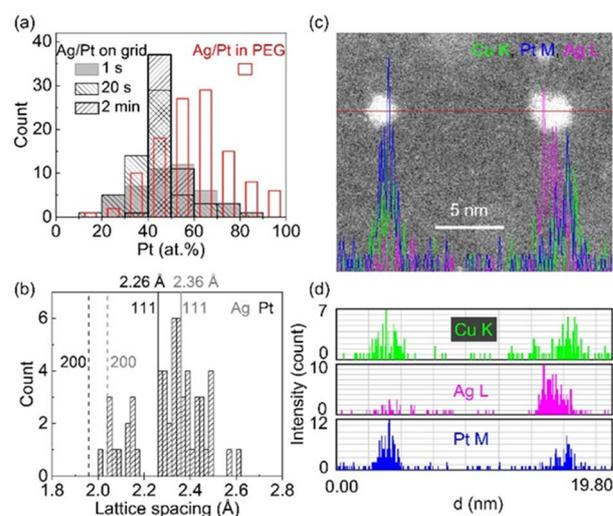 (a)
Ag/Pt on grid
1 s
20 s
2 min
Ag/Pt in PEG
Count
40
30
20
10
0
0 20 40 60 80 100
Pt (at.%)
(b)
2.26 Å 2.36 Å
111 111 Ag Pt
200 200
Count
6
4
2
0
1.8 2.0 2.2 2.4 2.6 2.8
Lattice spacing (Å)
(c)
Cu K, Pt M, Ag L
5 nm
(d)
Intensity (count)
7
Cu K
0
10
Ag L
0
12
Pt M
0
0.00 19.80
d (nm)